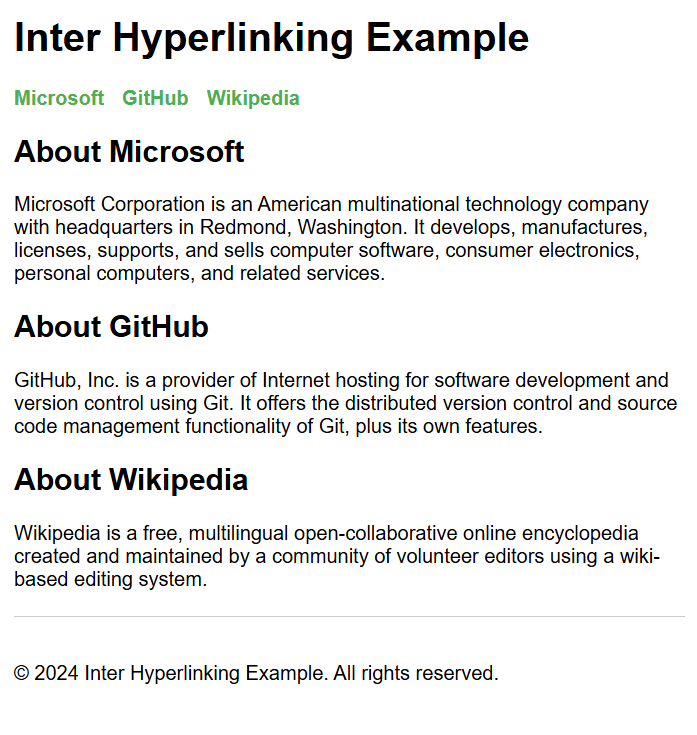 Inter Hyperlinking Example
Microsoft GitHub Wikipedia
About Microsoft
Microsoft Corporation is an American multinational technology company
with headquarters in Redmond, Washington. It develops, manufactures,
licenses, supports, and sells computer software, consumer electronics,
personal computers, and related services.
About GitHub
GitHub, Inc. is a provider of Internet hosting for software development and
version control using Git. It offers the distributed version control and source
code management functionality of Git, plus its own features.
About Wikipedia
Wikipedia is a free, multilingual open-collaborative online encyclopedia
created and maintained by a community of volunteer editors using a wiki-
based editing system.
© 2024 Inter Hyperlinking Example. All rights reserved.